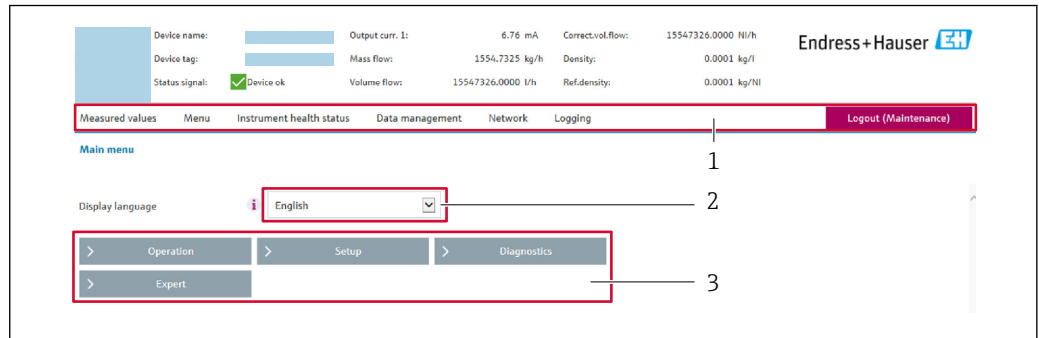 Device name: Output curr. 1: 6.76 mA Correct.vol.flow: 15547326.0000 Nl/h
Endress+Hauser EH
Device tag: Mass flow: 1554.7325 kg/h Density: 0.0001 kg/l
Status signal: Device ok Volume flow: 15547326.0000 l/h Ref.density: 0.0001 kg/Nl
Measured values Menu Instrument health status Data management Network Logging Logout (Maintenance)
1
Main menu
Display language i English 2
> Operation > Setup > Diagnostics
> Expert 3